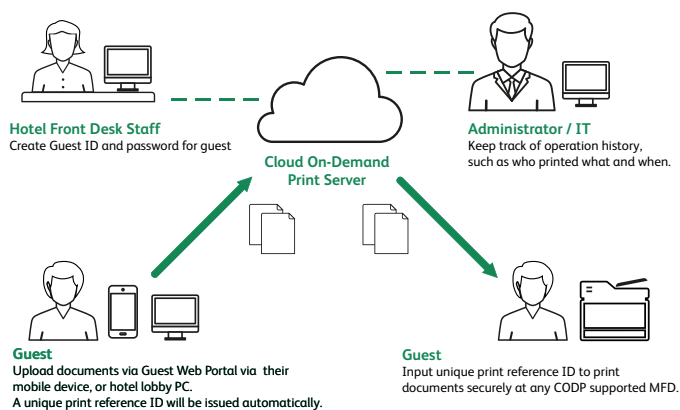 Hotel Front Desk Staff
Create Guest ID and password for guest
Cloud On-Demand
Print Server
Administrator / IT
Keep track of operation history,
such as who printed what and when.
Guest
Upload documents via Guest Web Portal via their
mobile device, or hotel lobby PC.
A unique print reference ID will be issued automatically.
Guest
Input unique print reference ID to print
documents securely at any CODP supported MFD.